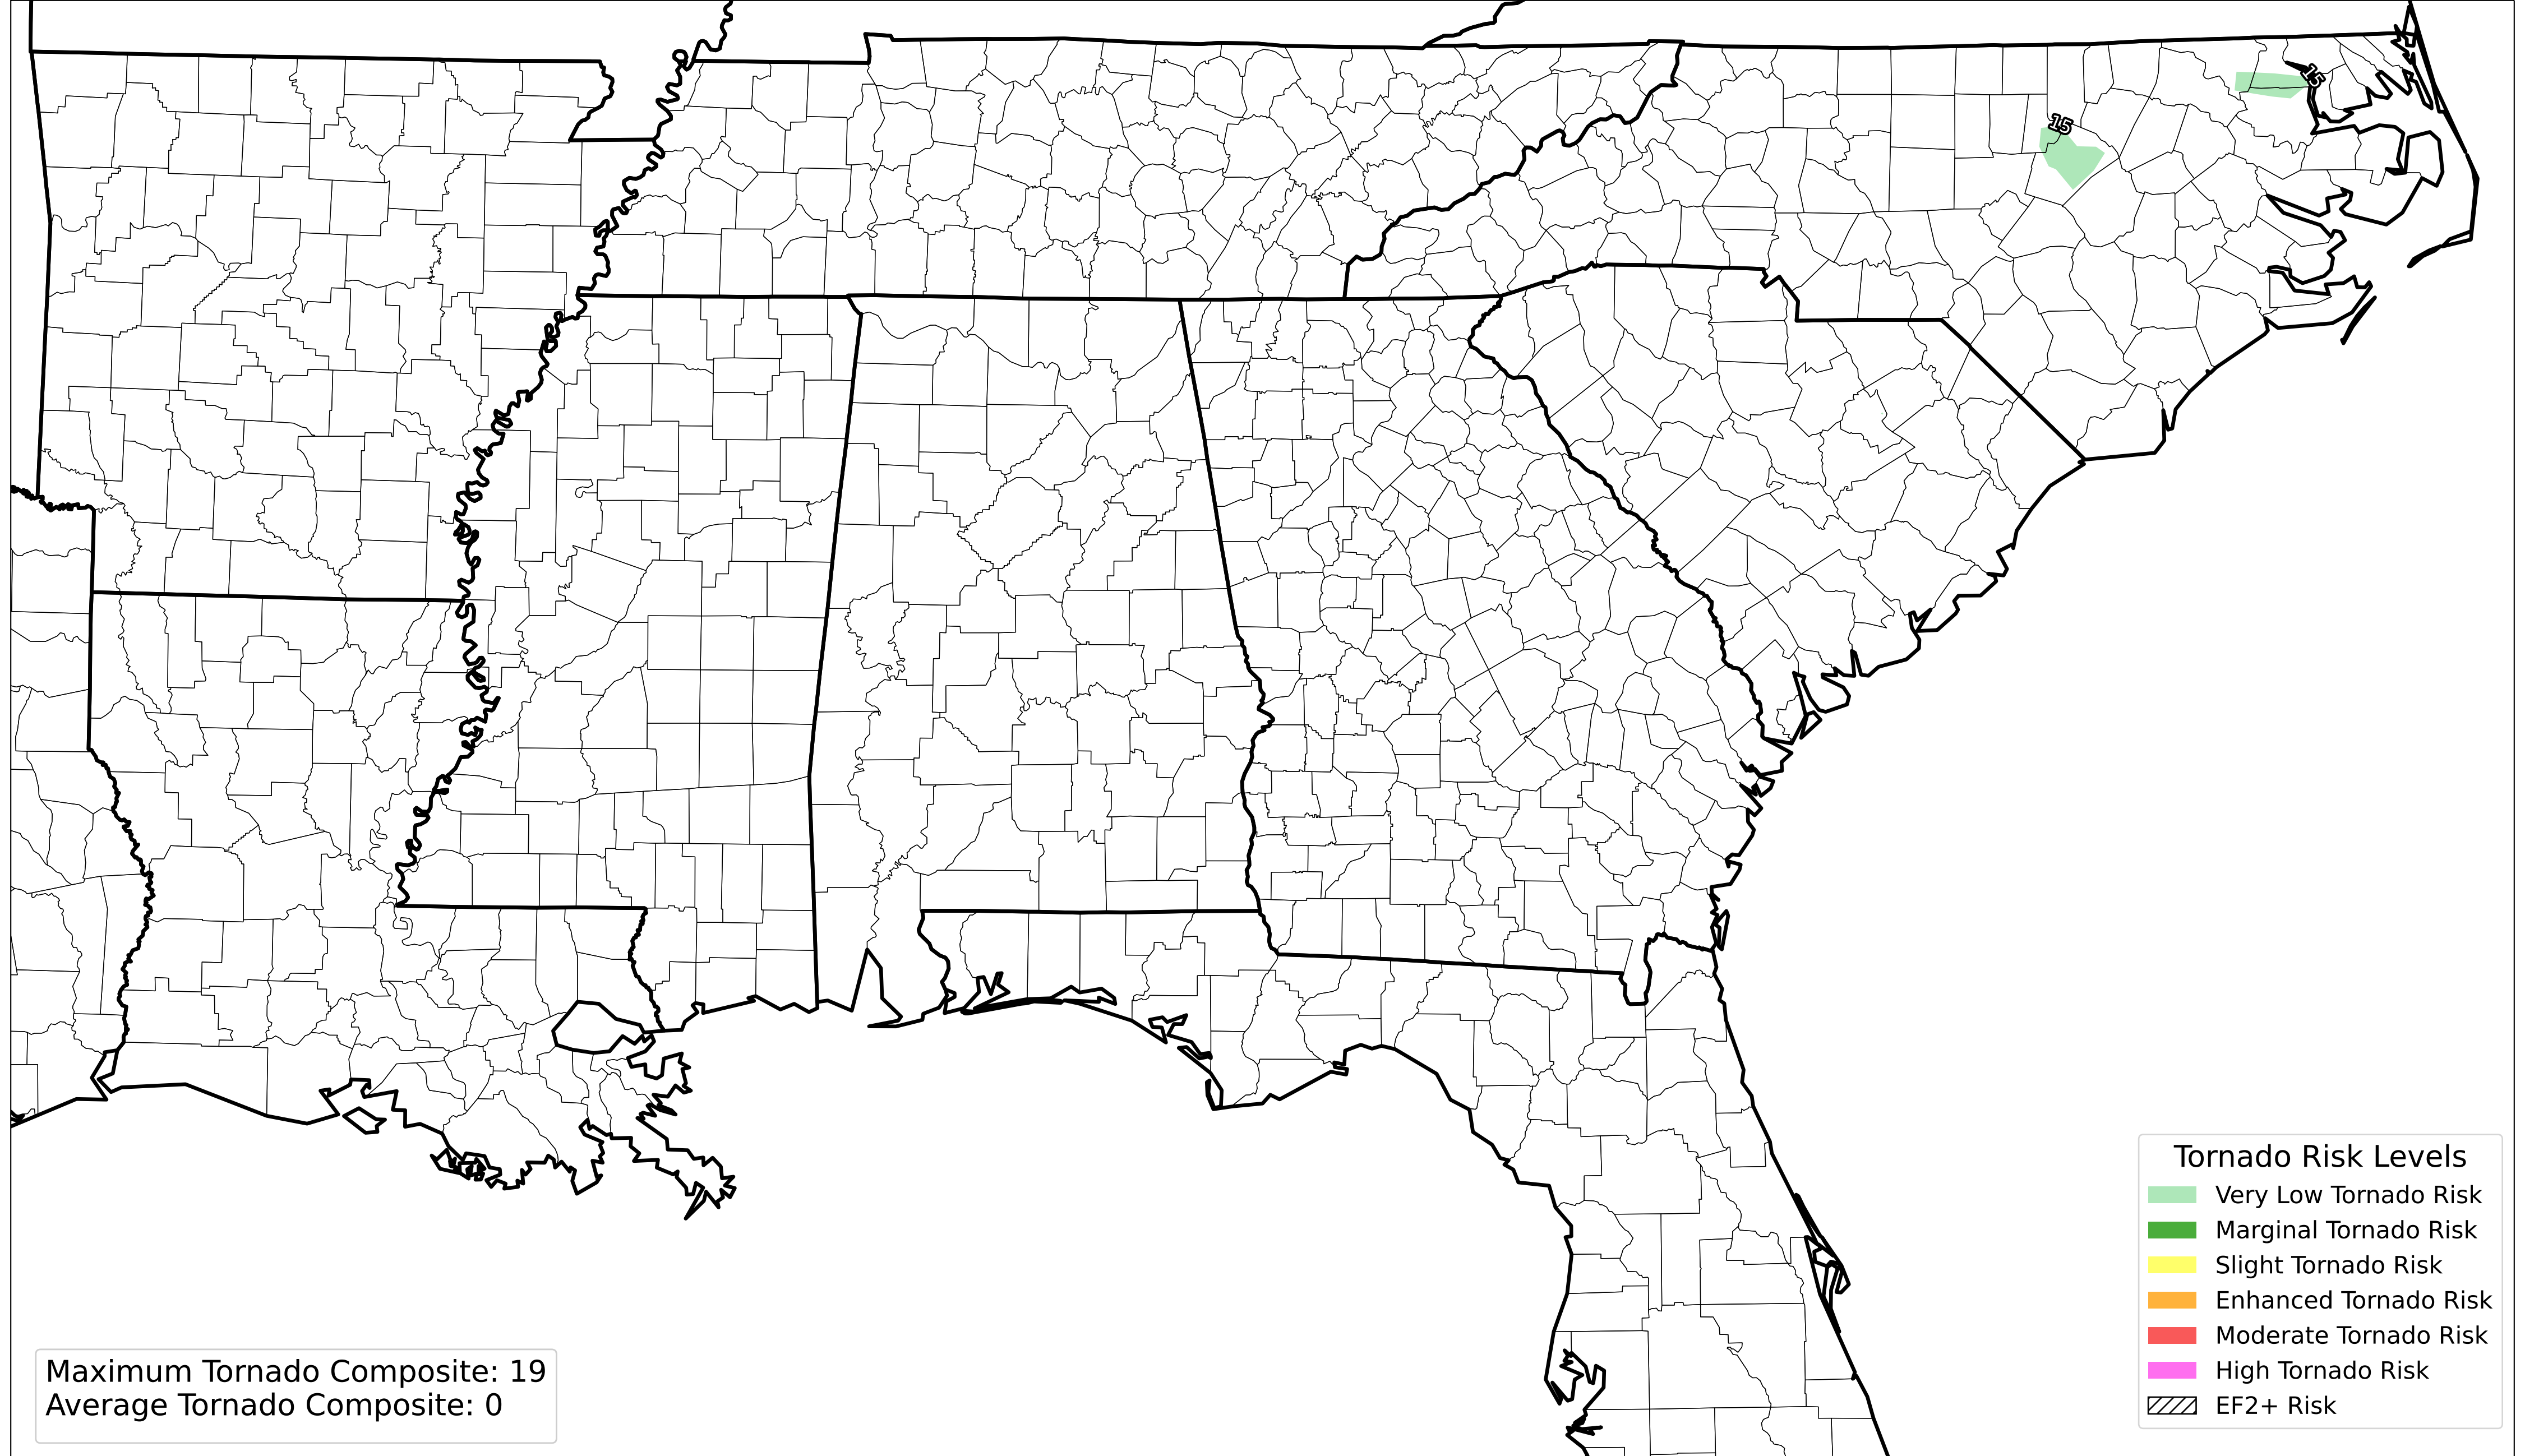 15
15
Tornado Risk Levels
Very Low Tornado Risk
Marginal Tornado Risk
Slight Tornado Risk
Enhanced Tornado Risk
Moderate Tornado Risk
High Tornado Risk
EF2+ Risk
Maximum Tornado Composite: 19
Average Tornado Composite: 0